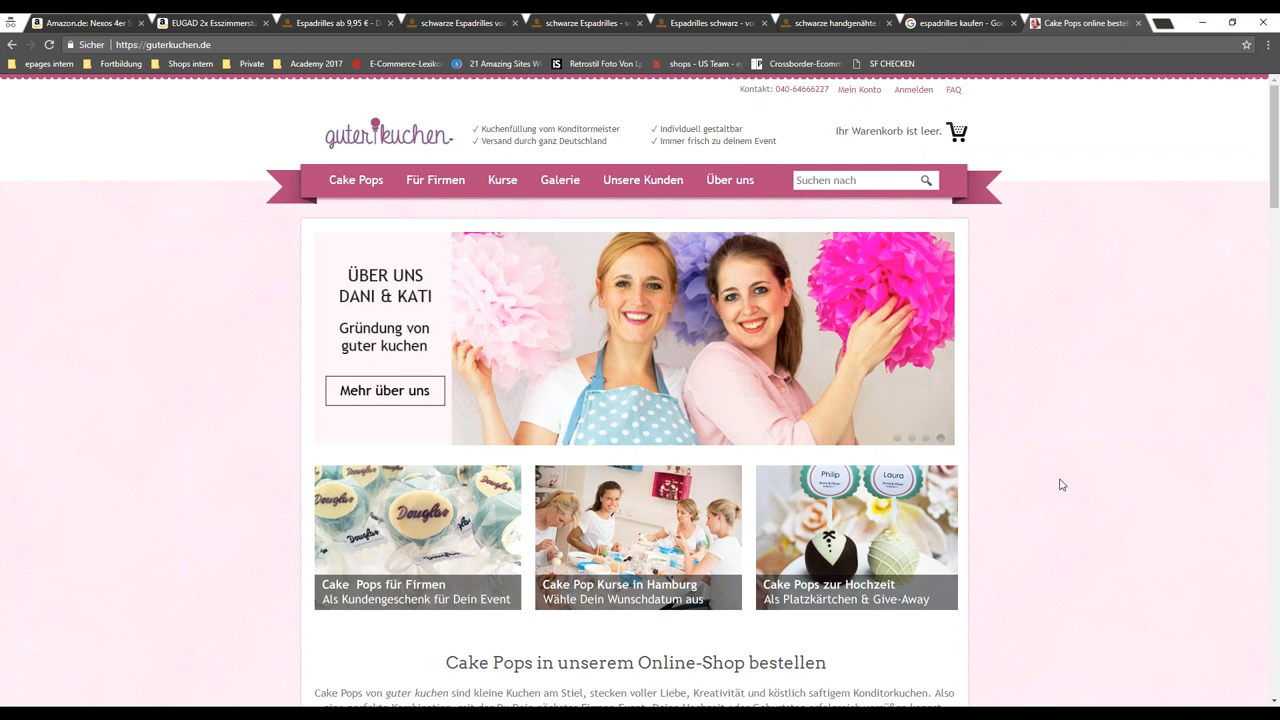 Amazon.de: Nexos 4er S
EUGAD 2x Esszimmerstü
Espadrilles ab 9,95 € - D
schwarze Espadrilles von
schwarze Espadrilles - v
Espadrilles schwarz - vol
schwarze handgenähte
espadrilles kaufen - Goo
Cake Pops online bestell
Sicher https://guterkuchen.de
epages intern
Fortbildung
Shops intern
Private
Academy 2017
E-Commerce-Lexiko
21 Amazing Sites W
Retrostil Foto Von L
shops - US Team - e
Crossborder-Ecomm
SF CHECKEN
Kontakt: 040-64666227 Mein Konto Anmelden FAQ
guter kuchen
✓ Kuchenfüllung vom Konditormeister
✓ Versand durch ganz Deutschland
✓ Individuell gestaltbar
✓ Immer frisch zu deinem Event
Ihr Warenkorb ist leer.
Cake Pops Für Firmen Kurse Galerie Unsere Kunden Über uns
Suchen nach
ÜBER UNS
DANI & KATI
Gründung von
guter kuchen
Mehr über uns
Douglas
Douglas
Douglas
Cake Pops für Firmen
Als Kundengeschenk für Dein Event
Cake Pop Kurse in Hamburg
Wähle Dein Wunschdatum aus
Philip
Laura
Cake Pops zur Hochzeit
Als Platzkärtchen & Give-Away
Cake Pops in unserem Online-Shop bestellen
Cake Pops von guter kuchen sind kleine Kuchen am Stiel, stecken voller Liebe, Kreativität und köstlich saftigem Konditorkuchen. Also